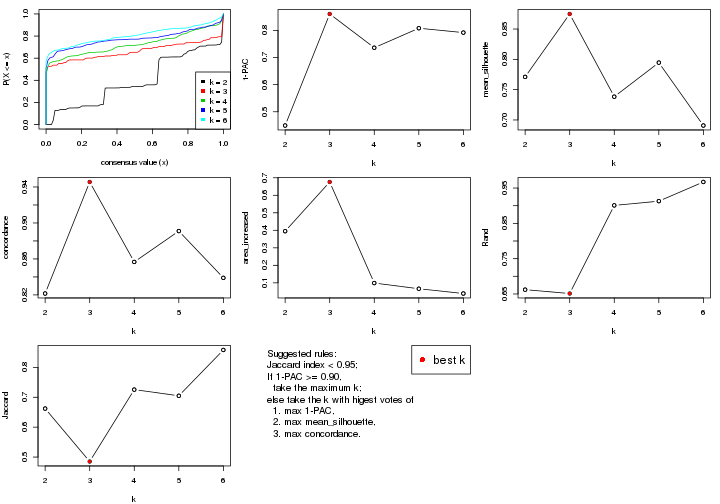 P(X <= x)
0.0 0.2 0.4 0.6 0.8 1.0
k = 2
k = 3
k = 4
k = 5
k = 6
0.0 0.2 0.4 0.6 0.8 1.0
consensus value (x)
1-PAC
0.5 0.6 0.7 0.8
2 3 4 5 6
k
mean_silhouette
0.70 0.75 0.80 0.85
2 3 4 5 6
k
concordance
0.82 0.86 0.90 0.94
2 3 4 5 6
k
area_increased
0.1 0.2 0.3 0.4 0.5 0.6 0.7
2 3 4 5 6
k
Rand
0.65 0.75 0.85 0.95
2 3 4 5 6
k
Jaccard
0.5 0.6 0.7 0.8
2 3 4 5 6
k
Suggested rules:
Jaccard index < 0.95;
If 1-PAC >= 0.90,
take the maximum k;
else take the k with higest votes of
1. max 1-PAC,
2. max mean_silhouette,
3. max concordance.
best k